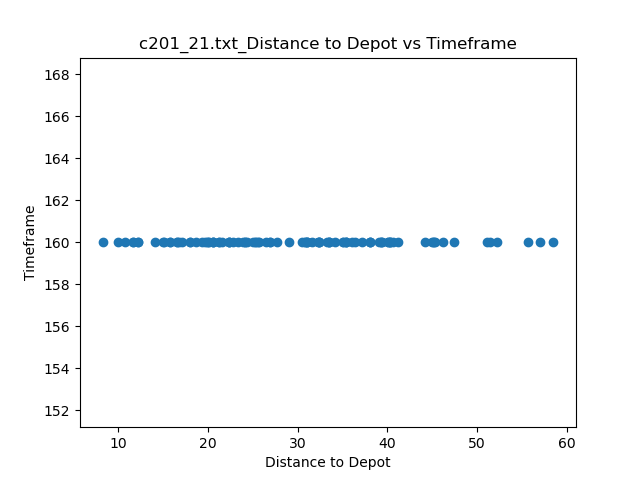 c201_21.txt_Distance to Depot vs Timeframe
168
166
164
162
160
158
156
154
152
Timeframe
10 20 30 40 50 60
Distance to Depot